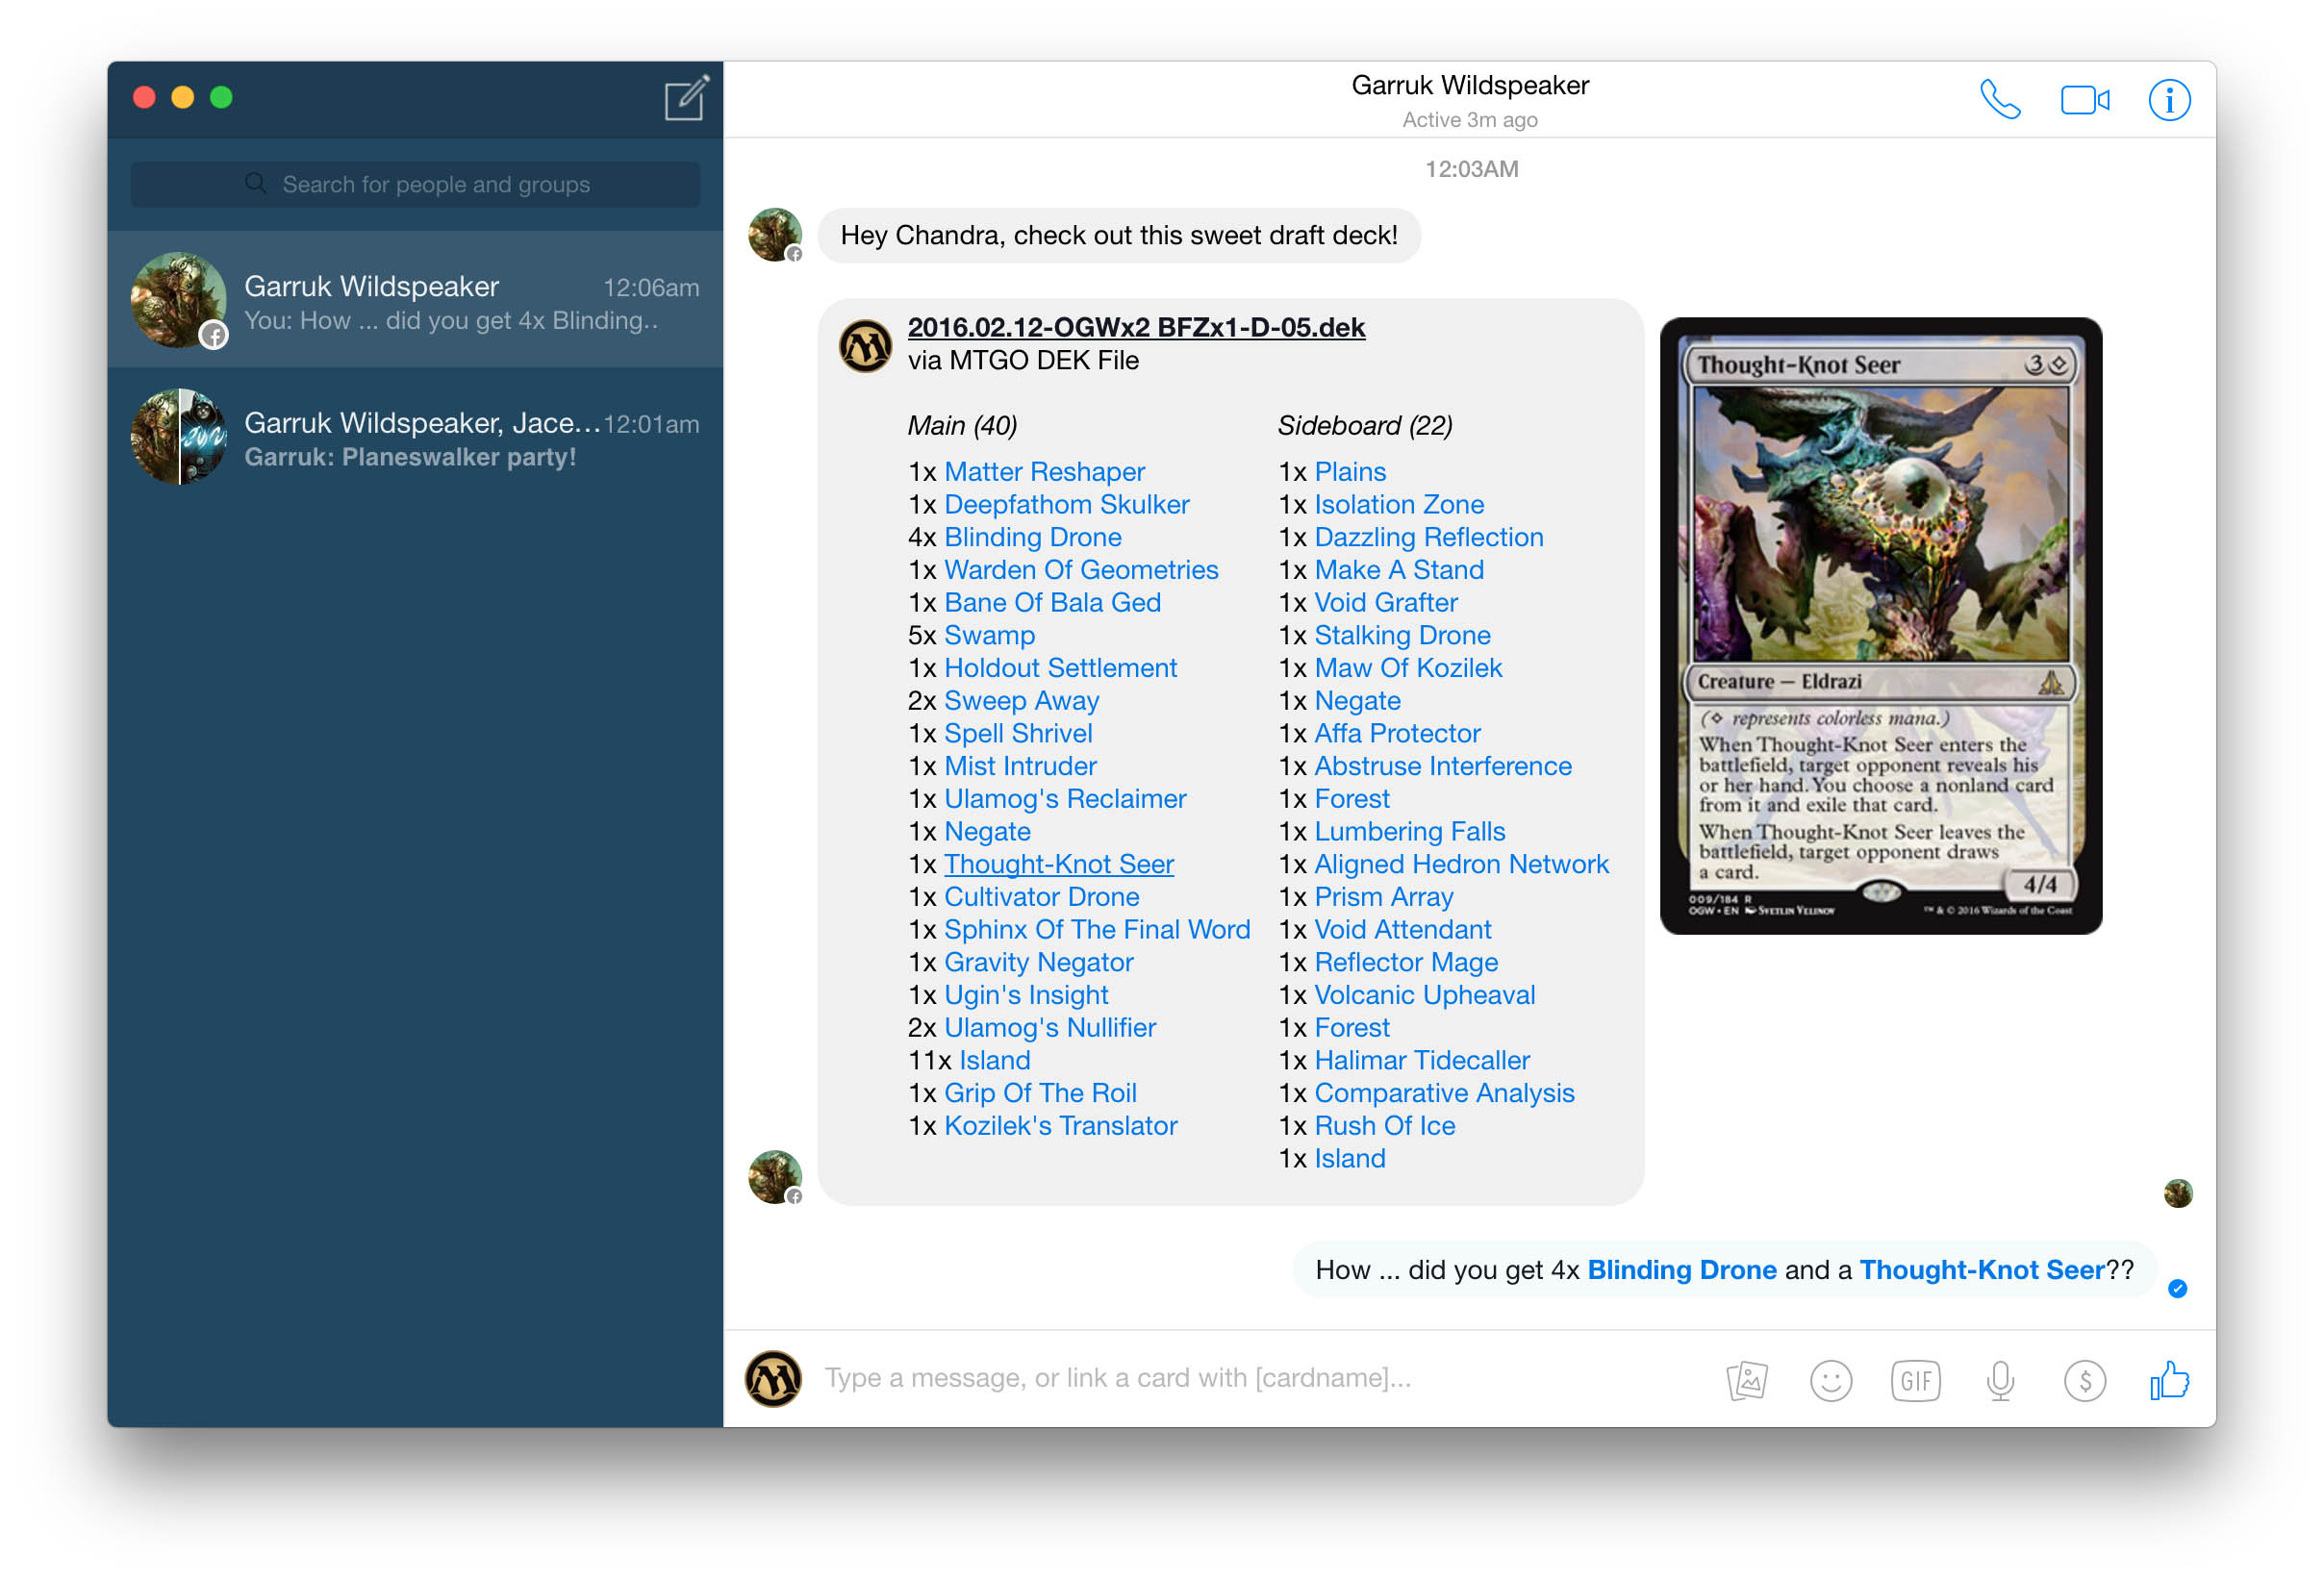 Search for people and groups
Garruk Wildspeaker 12:06am
You: How ... did you get 4x Blinding..
Garruk Wildspeaker, Jace... 12:01am
Garruk: Planeswalker party!
Garruk Wildspeaker
Active 3m ago
12:03AM
Hey Chandra, check out this sweet draft deck!
2016.02.12-OGWx2 BFZx1-D-05.dek
via MTGO DEK File
Main (40)
1x Matter Reshaper
1x Deepfathom Skulker
4x Blinding Drone
1x Warden Of Geometries
1x Bane Of Bala Ged
5x Swamp
1x Holdout Settlement
2x Sweep Away
1x Spell Shrivel
1x Mist Intruder
1x Ulamog's Reclaimer
1x Negate
1x Thought-Knot Seer
1x Cultivator Drone
1x Sphinx Of The Final Word
1x Gravity Negator
1x Ugin's Insight
2x Ulamog's Nullifier
11x Island
1x Grip Of The Roil
1x Kozilek's Translator
Sideboard (22)
1x Plains
1x Isolation Zone
1x Dazzling Reflection
1x Make A Stand
1x Void Grafter
1x Stalking Drone
1x Maw Of Kozilek
1x Negate
1x Affa Protector
1x Abstruse Interference
1x Forest
1x Lumbering Falls
1x Aligned Hedron Network
1x Prism Array
1x Void Attendant
1x Reflector Mage
1x Volcanic Upheaval
1x Forest
1x Halimar Tidecaller
1x Comparative Analysis
1x Rush Of Ice
1x Island
Thought-Knot Seer 3
Creature — Eldrazi
(◇ represents colorless mana.)
When Thought-Knot Seer enters the
battlefield, target opponent reveals his
or her hand. You choose a nonland card
from it and exile that card.
When Thought-Knot Seer leaves the
battlefield, target opponent draws
a card.
4/4
009/184 R
OGW • EN Svetlin Velinov
™ & © 2016 Wizards of the Coast
How ... did you get 4x Blinding Drone and a Thought-Knot Seer??
Type a message, or link a card with [cardname]...
GIF
$